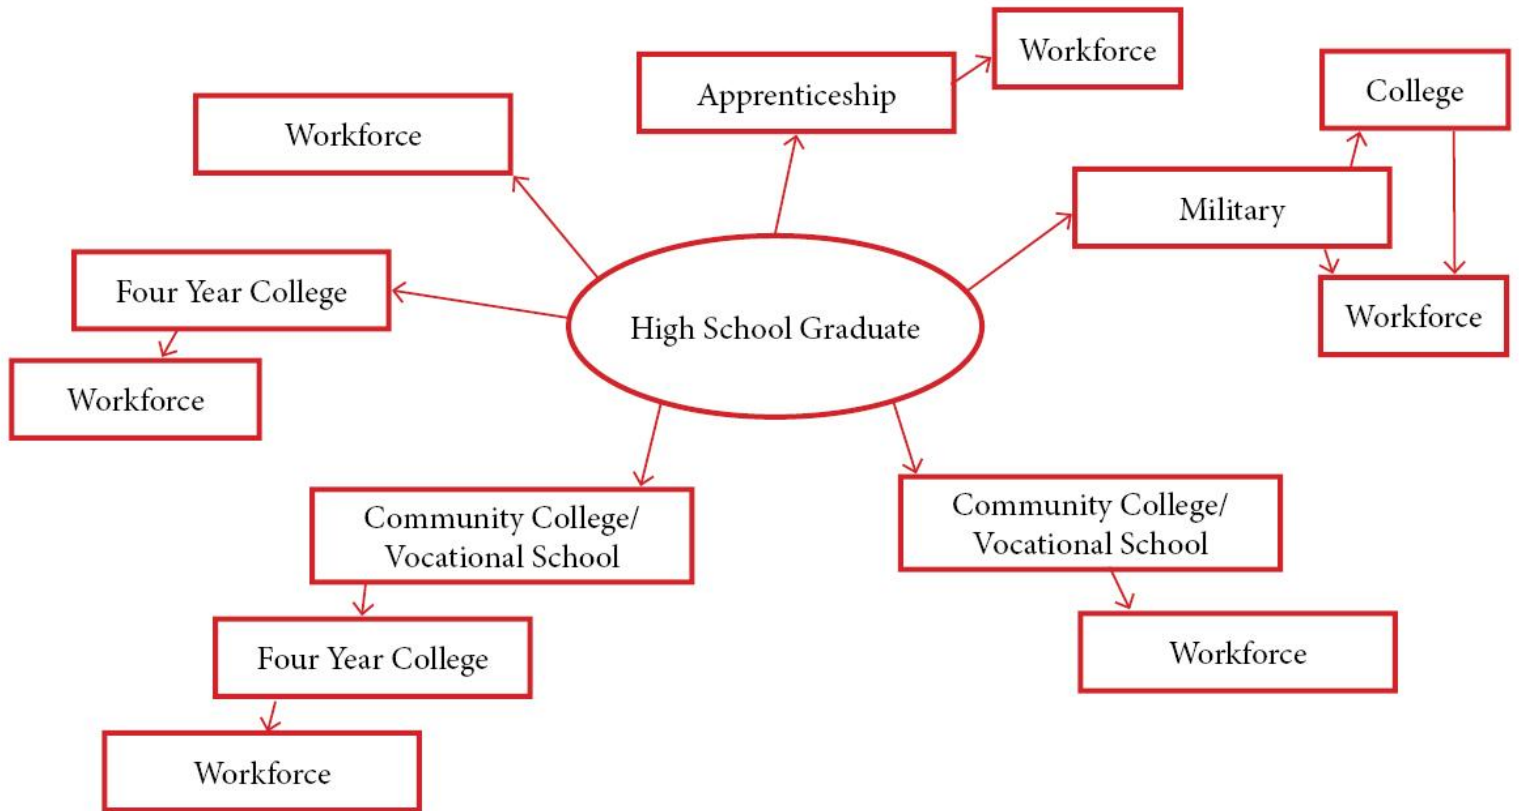 Workforce
Apprenticeship
College
Workforce
Military
Four Year College
High School Graduate
Workforce
Workforce
Community College/
Vocational School
Community College/
Vocational School
Four Year College
Workforce
Workforce